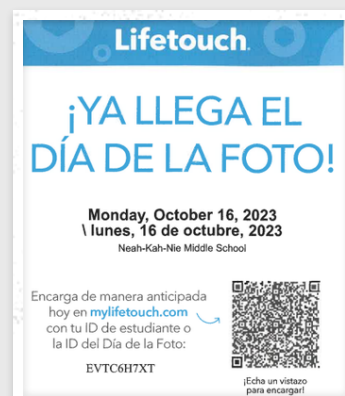 Lifetouch.
¡YA LLEGA EL
DÍA DE LA FOTO!
Monday, October 16, 2023
\ lunes, 16 de octubre, 2023
Neah-Kah-Nie Middle School
Encarga de manera anticipada
hoy en mylifetouch.com
con tu ID de estudiante o
la ID del Día de la Foto:
EVTC6H7XT
¡Echa un vistazo
para encargar!